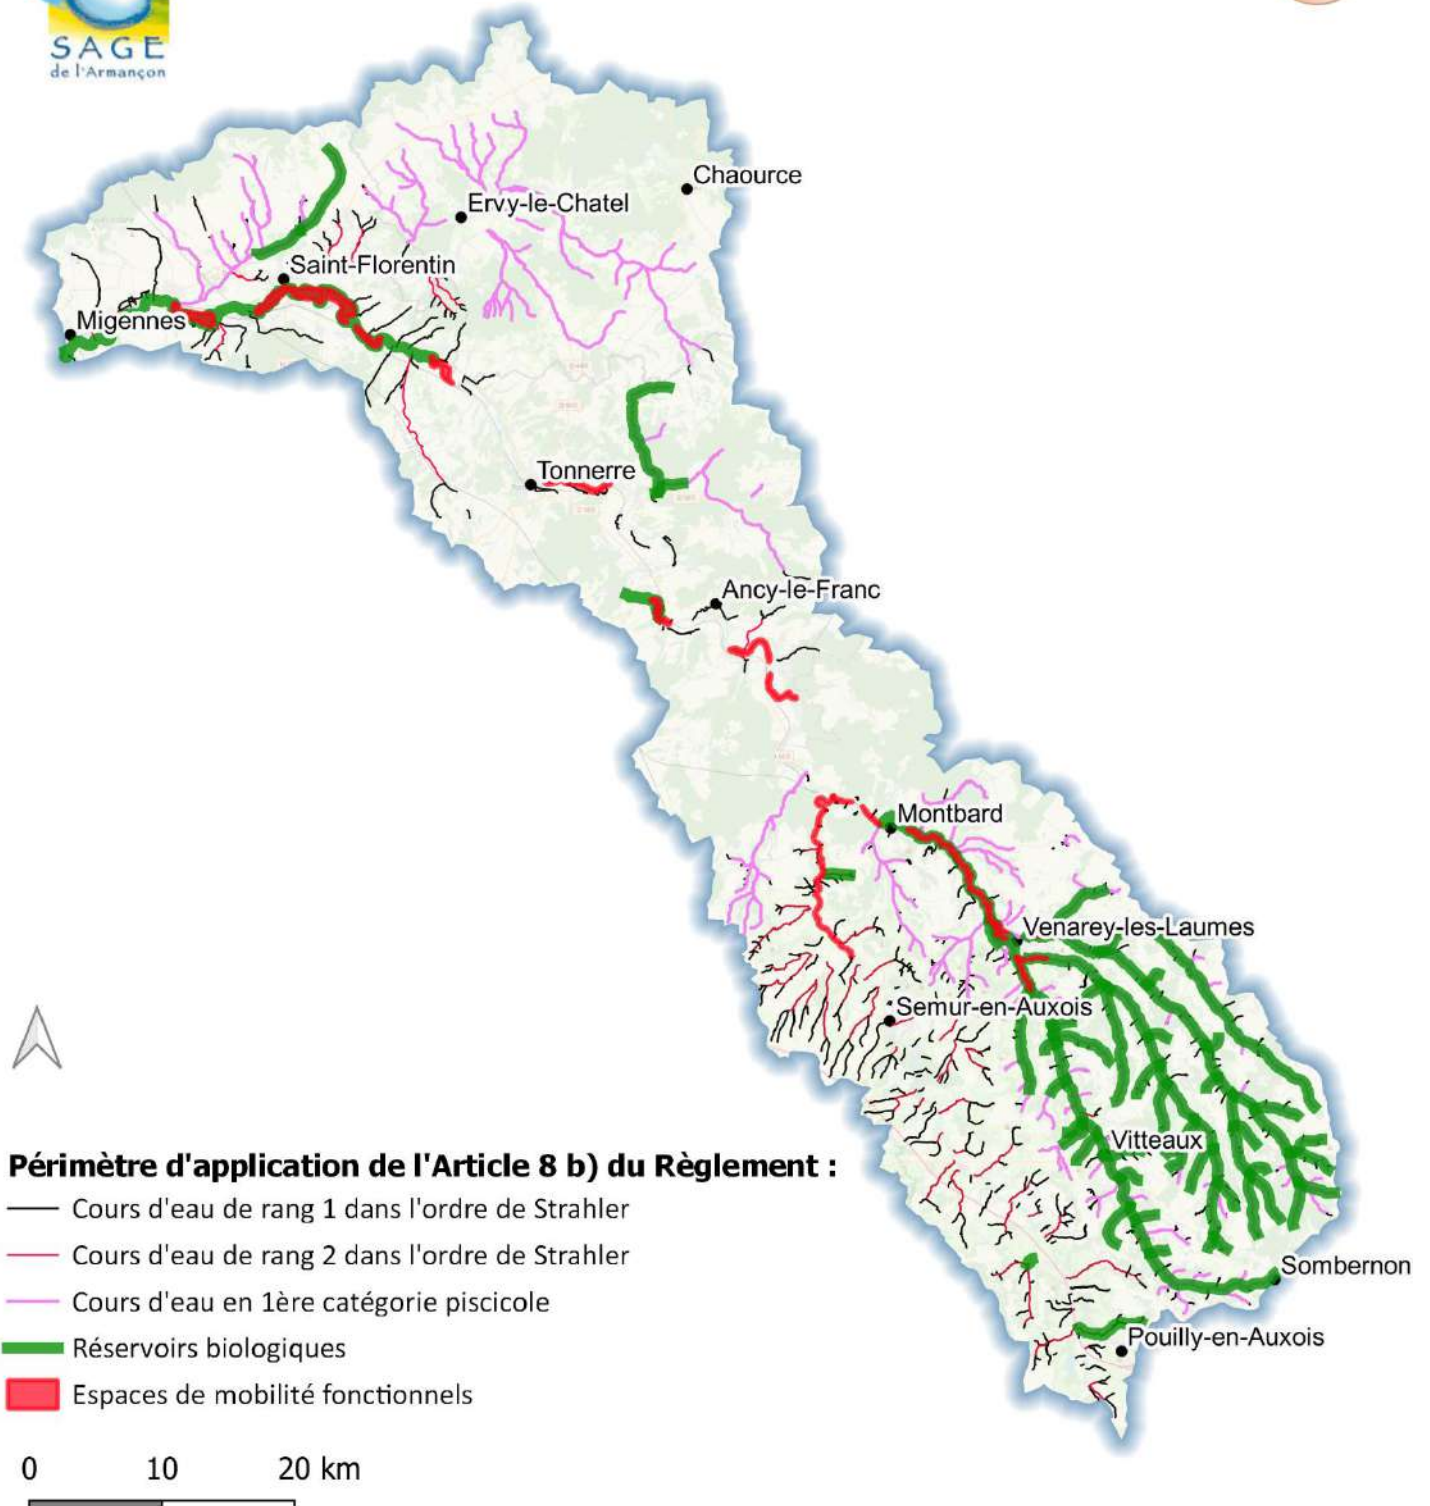 SAGE
de l'Armançon
Chaource
Ervy-le-Chatel
Saint-Florentin
Migennes
Tonnerre
Ancy-le-Franc
Montbard
Venarey-les-Laumes
Semur-en-Auxois
Vitteaux
Sombernon
Pouilly-en-Auxois
Périmètre d'application de l'Article 8 b) du Règlement :
Cours d'eau de rang 1 dans l'ordre de Strahler
Cours d'eau de rang 2 dans l'ordre de Strahler
Cours d'eau en 1ère catégorie piscicole
Réservoirs biologiques
Espaces de mobilité fonctionnels
0 10 20 km